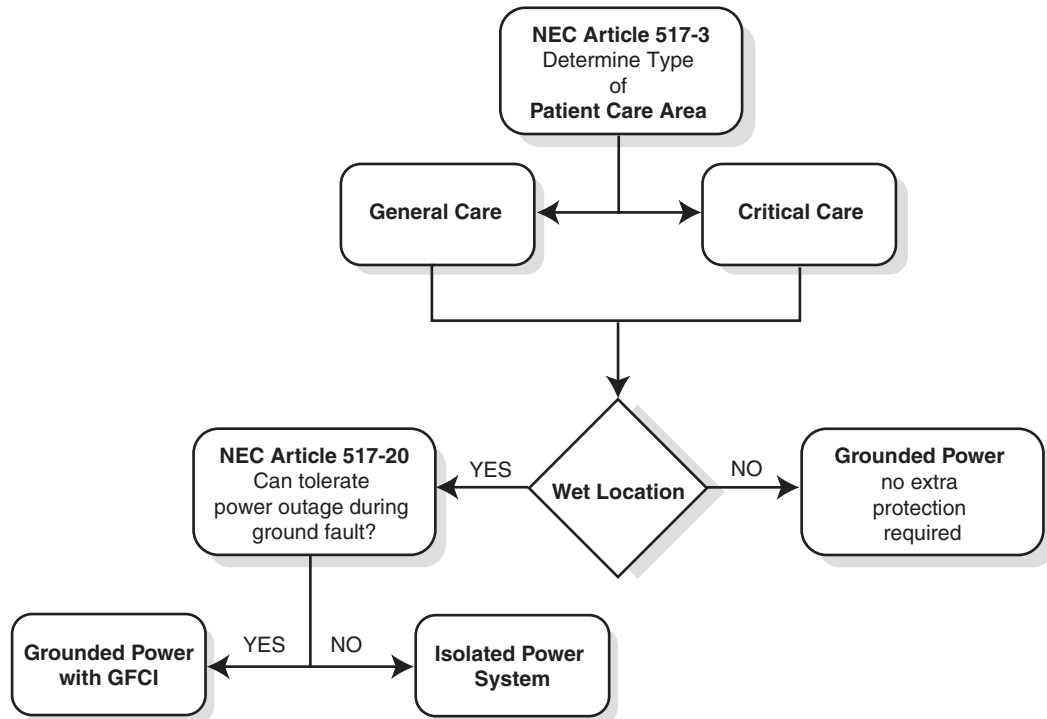 NEC Article 517-3
Determine Type
of
Patient Care Area
General Care
Critical Care
NEC Article 517-20
Can tolerate
power outage during
ground fault?
YES
Wet Location
NO
Grounded Power
no extra
protection
required
Grounded Power
with GFCI
YES
NO
Isolated Power
System